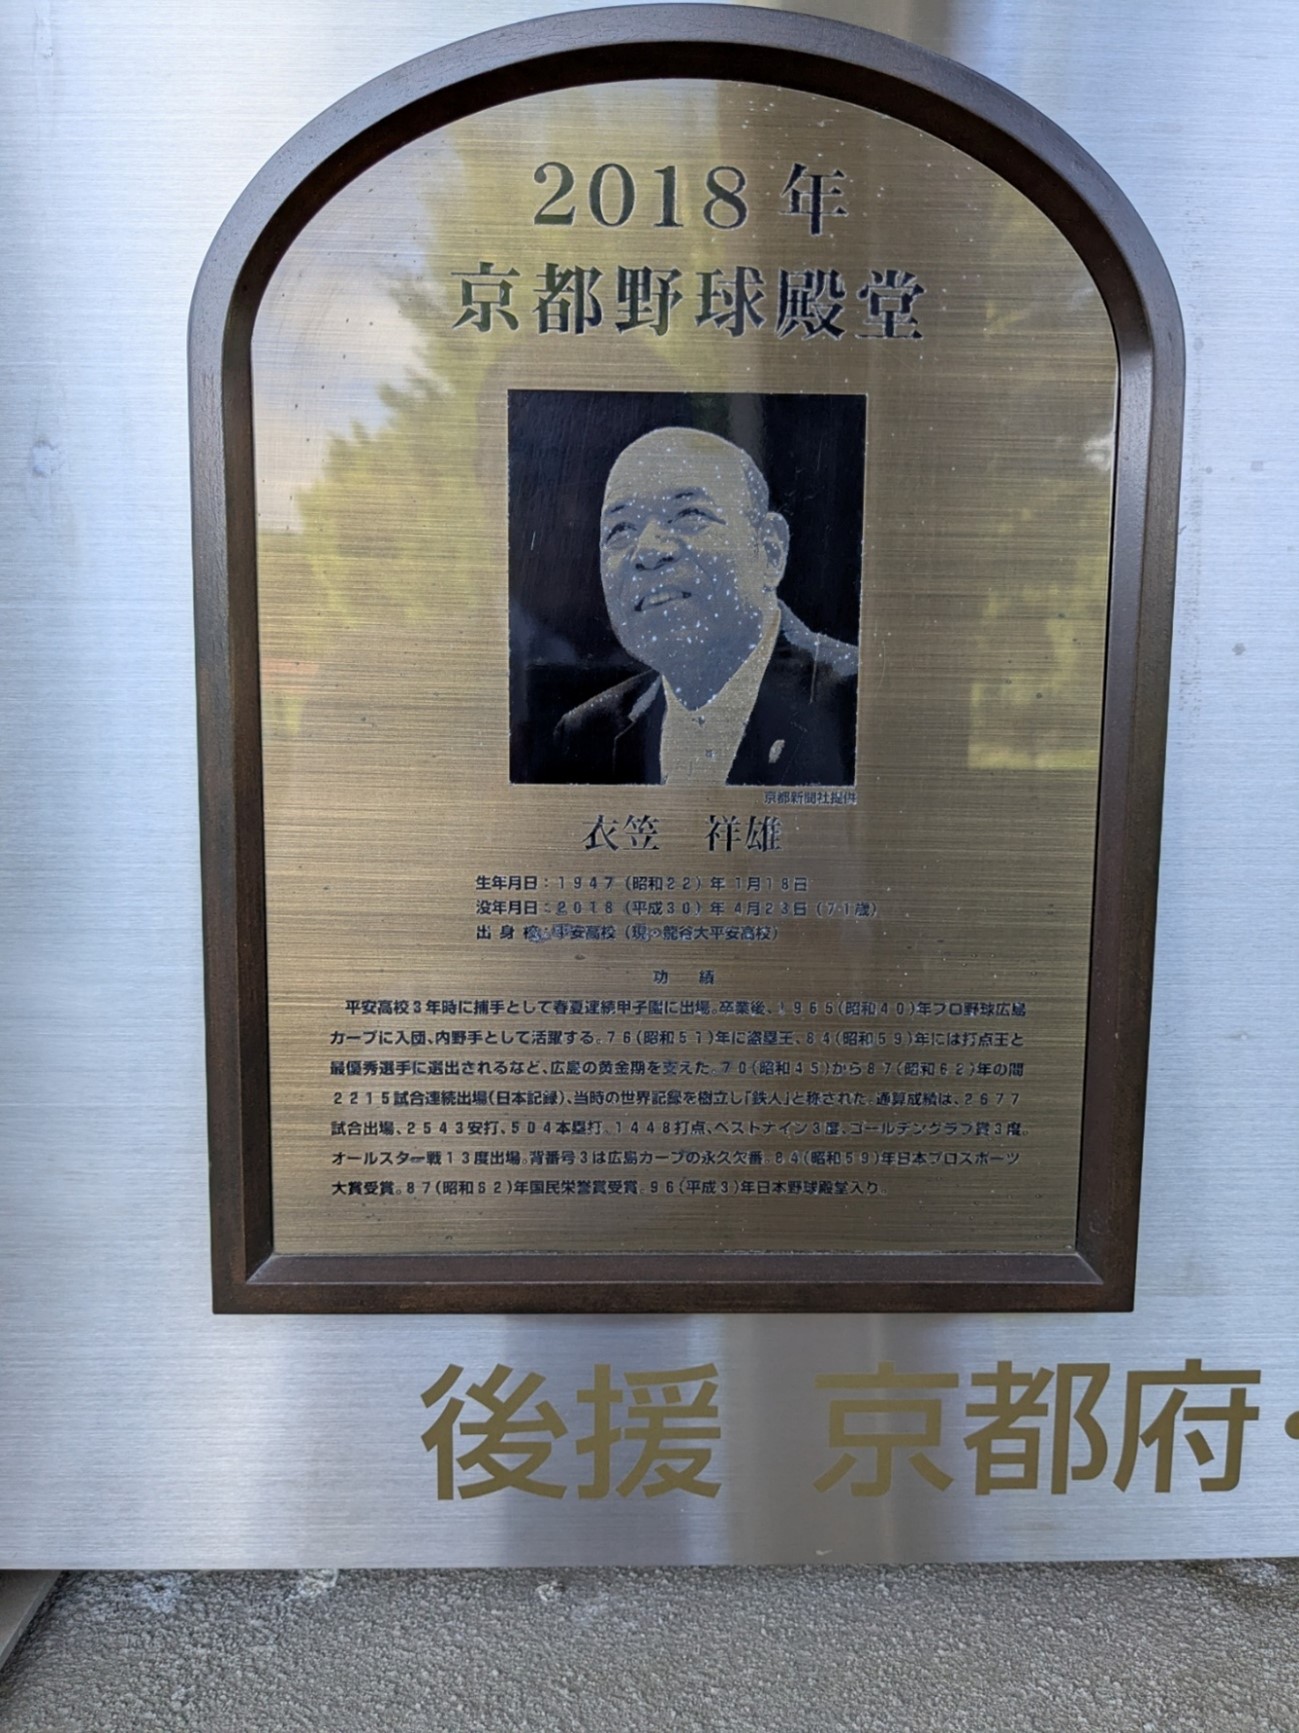 2018年
京都野球殿堂
京都新聞社提供
衣笠 祥雄
生年月日：1947（昭和22）年1月18日
没年月日：2018（平成30）年4月23日（71歳）
出身校：平安高校（現・龍谷大平安高校）
功 績
平安高校3年時に捕手として春夏連続甲子園に出場。卒業後、1965（昭和40）年プロ野球広島
カープに入団、内野手として活躍する。76（昭和51）年に盗塁王、84（昭和59）年には打点王と
最優秀選手に選出されるなど、広島の黄金期を支えた。70（昭和45）から87（昭和62）年の間
2215試合連続出場（日本記録）、当時の世界記録を樹立し「鉄人」と称された。通算成績は、2677
試合出場、2543安打、504本塁打、1448打点、ベストナイン3度、ゴールデングラブ賞3度。
オールスター戦13度出場。背番号3は広島カープの永久欠番。84（昭和59）年日本プロスポーツ
大賞受賞。87（昭和62）年国民栄誉賞受賞。96（平成3）年日本野球殿堂入り。
後援 京都府・